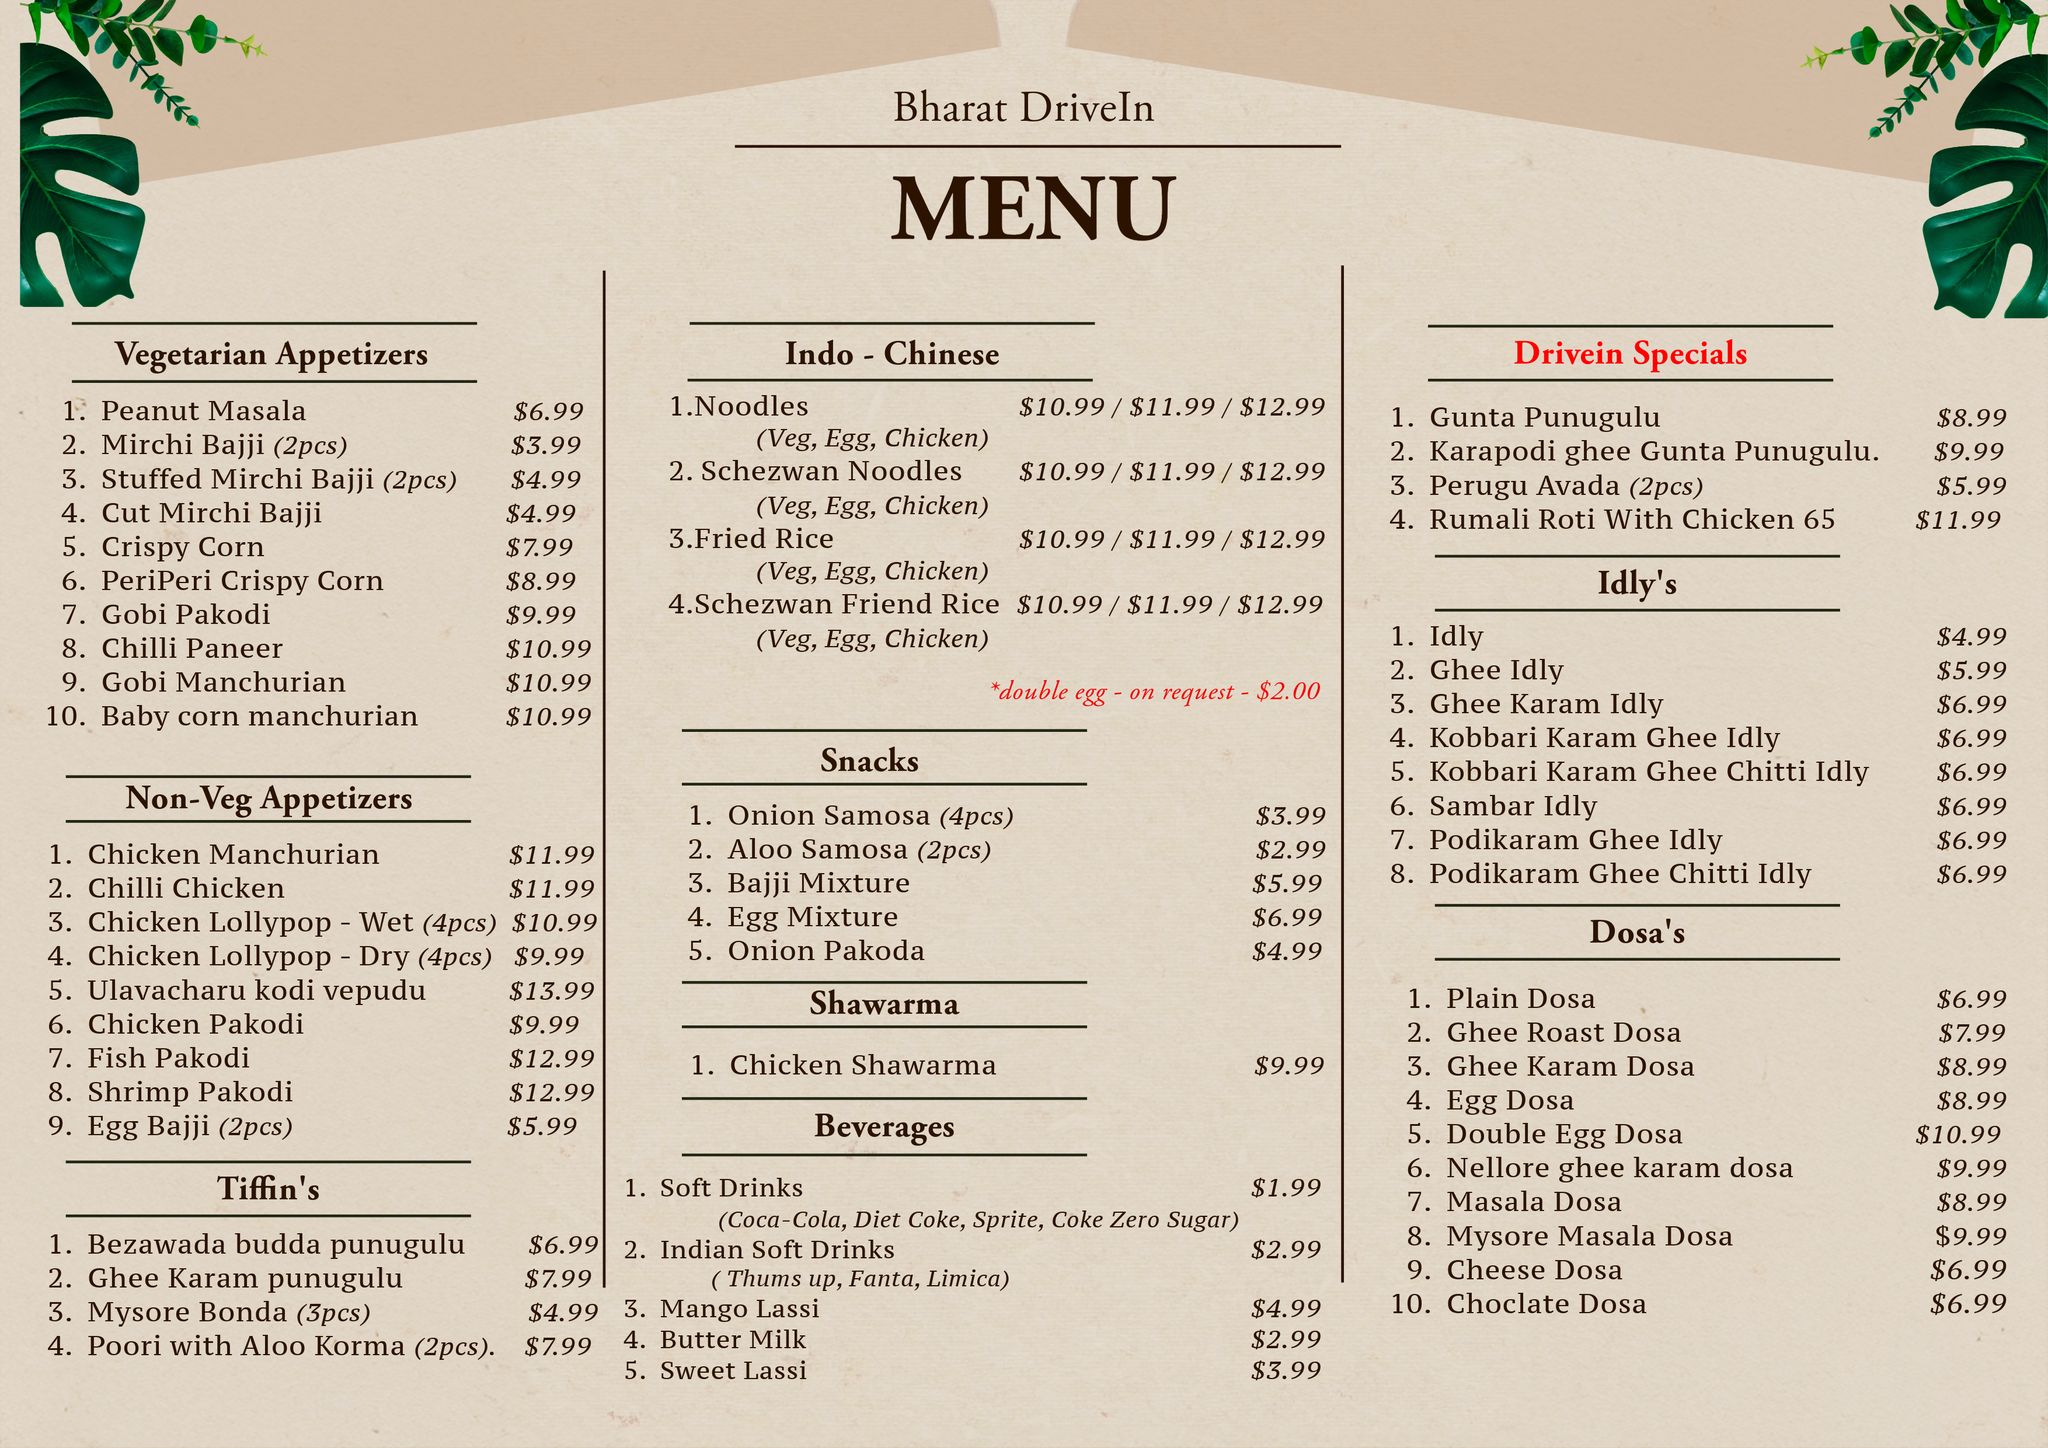 Bharat DriveIn
MENU
Vegetarian Appetizers
1. Peanut Masala $6.99
2. Mirchi Bajji (2pcs) $3.99
3. Stuffed Mirchi Bajji (2pcs) $4.99
4. Cut Mirchi Bajji $4.99
5. Crispy Corn $7.99
6. PeriPeri Crispy Corn $8.99
7. Gobi Pakodi $9.99
8. Chilli Paneer $10.99
9. Gobi Manchurian $10.99
10. Baby corn manchurian $10.99
Non-Veg Appetizers
1. Chicken Manchurian $11.99
2. Chilli Chicken $11.99
3. Chicken Lollypop - Wet (4pcs) $10.99
4. Chicken Lollypop - Dry (4pcs) $9.99
5. Ulavacharu kodi vepudu $13.99
6. Chicken Pakodi $9.99
7. Fish Pakodi $12.99
8. Shrimp Pakodi $12.99
9. Egg Bajji (2pcs) $5.99
Tiffin's
1. Bezawada budda punugulu $6.99
2. Ghee Karam punugulu $7.99
3. Mysore Bonda (3pcs) $4.99
4. Poori with Aloo Korma (2pcs). $7.99
Indo - Chinese
1.Noodles $10.99 / $11.99 / $12.99
(Veg, Egg, Chicken)
2. Schezwan Noodles $10.99 / $11.99 / $12.99
(Veg, Egg, Chicken)
3.Fried Rice $10.99 / $11.99 / $12.99
(Veg, Egg, Chicken)
4.Schezwan Friend Rice $10.99 / $11.99 / $12.99
(Veg, Egg, Chicken)
*double egg - on request - $2.00
Snacks
1. Onion Samosa (4pcs) $3.99
2. Aloo Samosa (2pcs) $2.99
3. Bajji Mixture $5.99
4. Egg Mixture $6.99
5. Onion Pakoda $4.99
Shawarma
1. Chicken Shawarma $9.99
Beverages
1. Soft Drinks $1.99
(Coca-Cola, Diet Coke, Sprite, Coke Zero Sugar)
2. Indian Soft Drinks $2.99
( Thums up, Fanta, Limica)
3. Mango Lassi $4.99
4. Butter Milk $2.99
5. Sweet Lassi $3.99
Drivein Specials
1. Gunta Punugulu $8.99
2. Karapodi ghee Gunta Punugulu. $9.99
3. Perugu Avada (2pcs) $5.99
4. Rumali Roti With Chicken 65 $11.99
Idly's
1. Idly $4.99
2. Ghee Idly $5.99
3. Ghee Karam Idly $6.99
4. Kobbari Karam Ghee Idly $6.99
5. Kobbari Karam Ghee Chitti Idly $6.99
6. Sambar Idly $6.99
7. Podikaram Ghee Idly $6.99
8. Podikaram Ghee Chitti Idly $6.99
Dosa's
1. Plain Dosa $6.99
2. Ghee Roast Dosa $7.99
3. Ghee Karam Dosa $8.99
4. Egg Dosa $8.99
5. Double Egg Dosa $10.99
6. Nellore ghee karam dosa $9.99
7. Masala Dosa $8.99
8. Mysore Masala Dosa $9.99
9. Cheese Dosa $6.99
10. Choclate Dosa $6.99